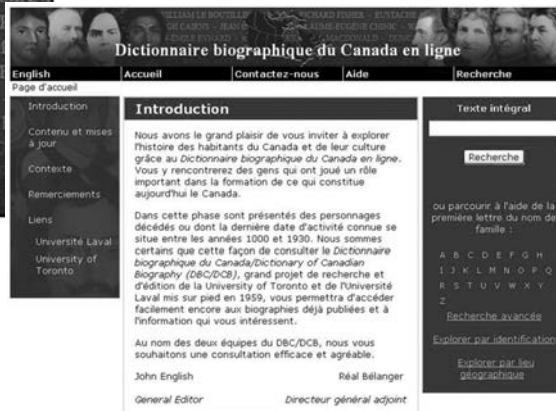 WILLIAM LE BOUTILLI
RICHARD FISHER - EUSTACHE
Dictionnaire biographique du Canada en ligne
English Accueil Contactez-nous Aide Recherche
Page d'accueil
Introduction
Contenu et mises
à jour
Contexte
Remerciements
Liens
Université Laval
University of
Toronto
Introduction
Nous avons le grand plaisir de vous inviter à explorer
l'histoire des habitants du Canada et de leur culture
grâce au Dictionnaire biographique du Canada en ligne.
Vous y rencontrerez des gens qui ont joué un rôle
important dans la formation de ce qui constitue
aujourd'hui le Canada.
Dans cette phase sont présentés des personnages
décédés ou dont la dernière date d'activité connue se
situe entre les années 1000 et 1930. Nous sommes
certains que cette façon de consulter le Dictionnaire
biographique du Canada/Dictionary of Canadian
Biography (DBC/DCB), grand projet de recherche et
d'édition de la University of Toronto et de l'Université
Laval mis sur pied en 1959, vous permettra d'accéder
facilement encore aux biographies déjà publiées et à
l'information qui vous intéressent.
Au nom des deux équipes du DBC/DCB, nous vous
souhaitons une consultation efficace et agréable.
John English Réal Bélanger
General Editor Directeur général adjoint
Texte intégral
Recherche
ou parcourir à l'aide de la
première lettre du nom de
famille :
A B C D E F G H
I J K L M N O P Q
R S T U V W X Y
Z
Recherche avancée
Explorer par identification
Explorer par lieu
géographique